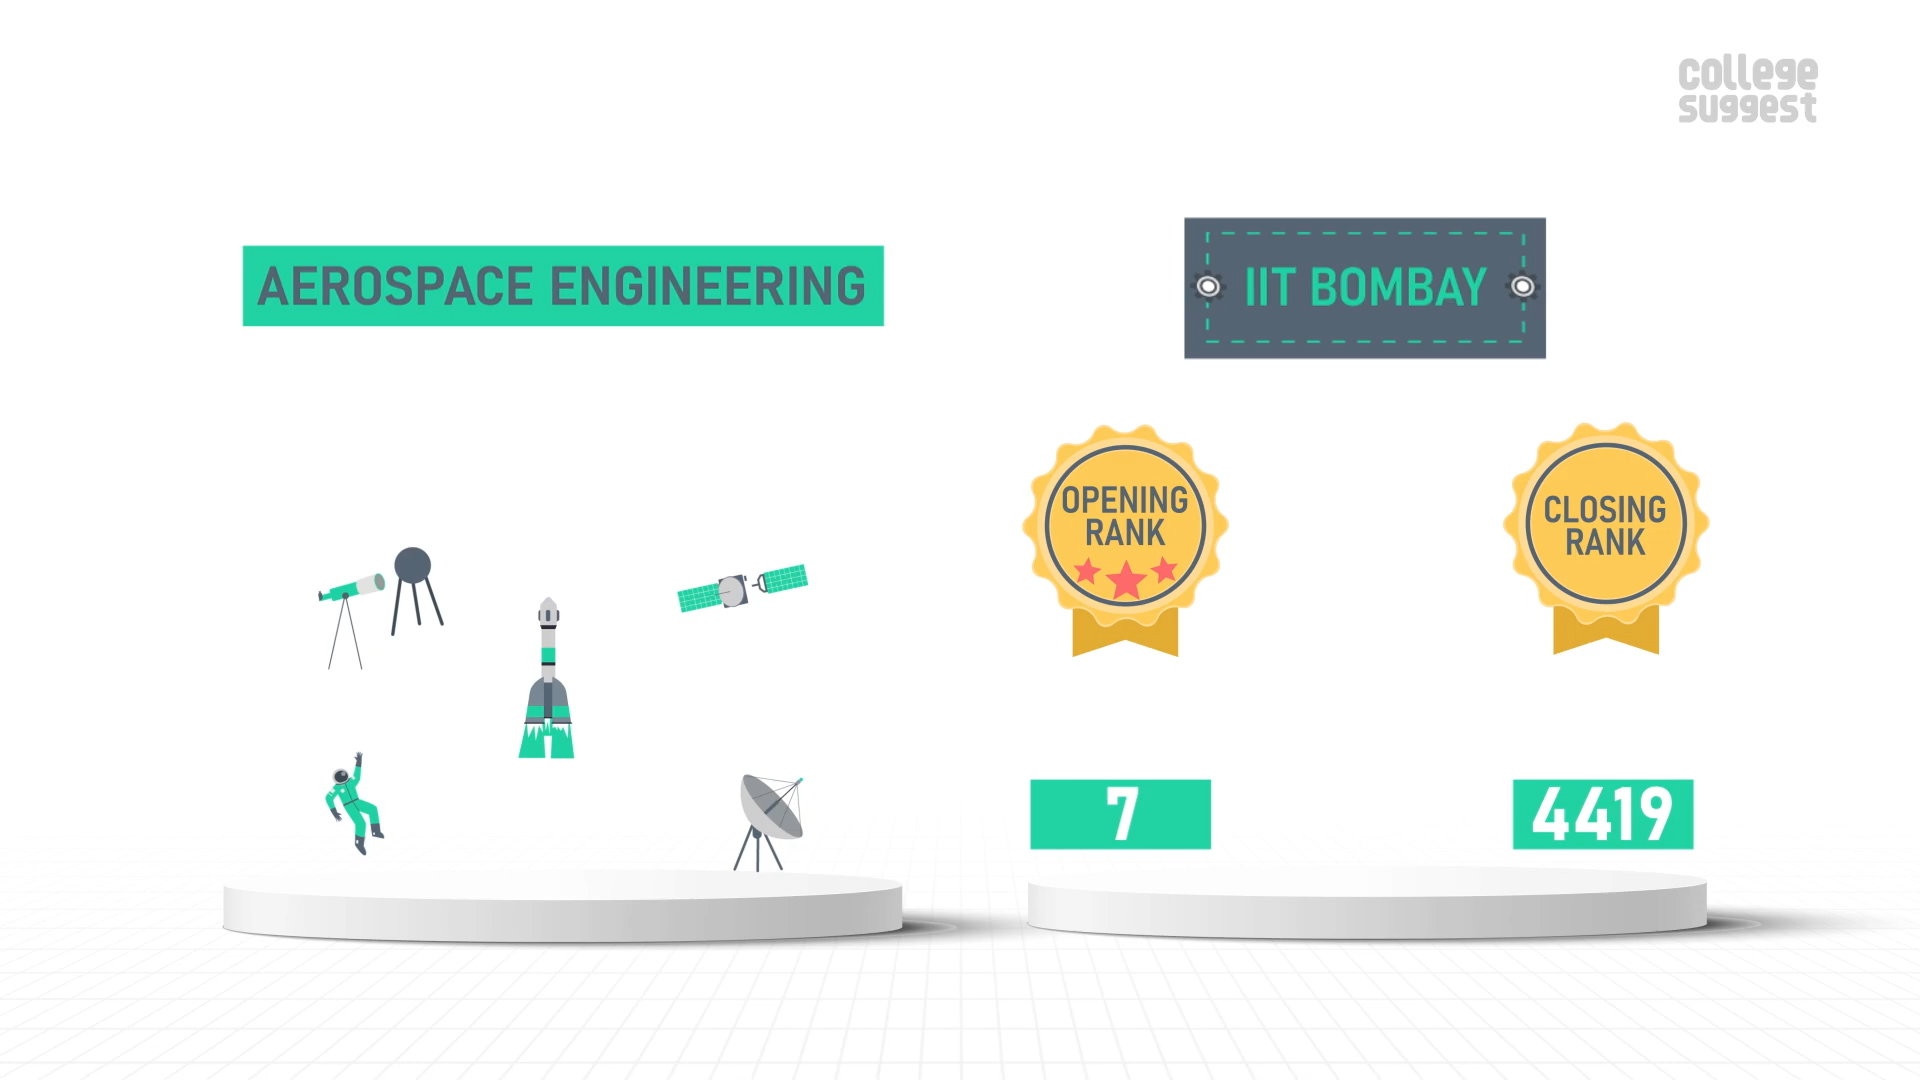 college
suggest
AEROSPACE ENGINEERING
IIT BOMBAY
OPENING
RANK
CLOSING
RANK
7
4419